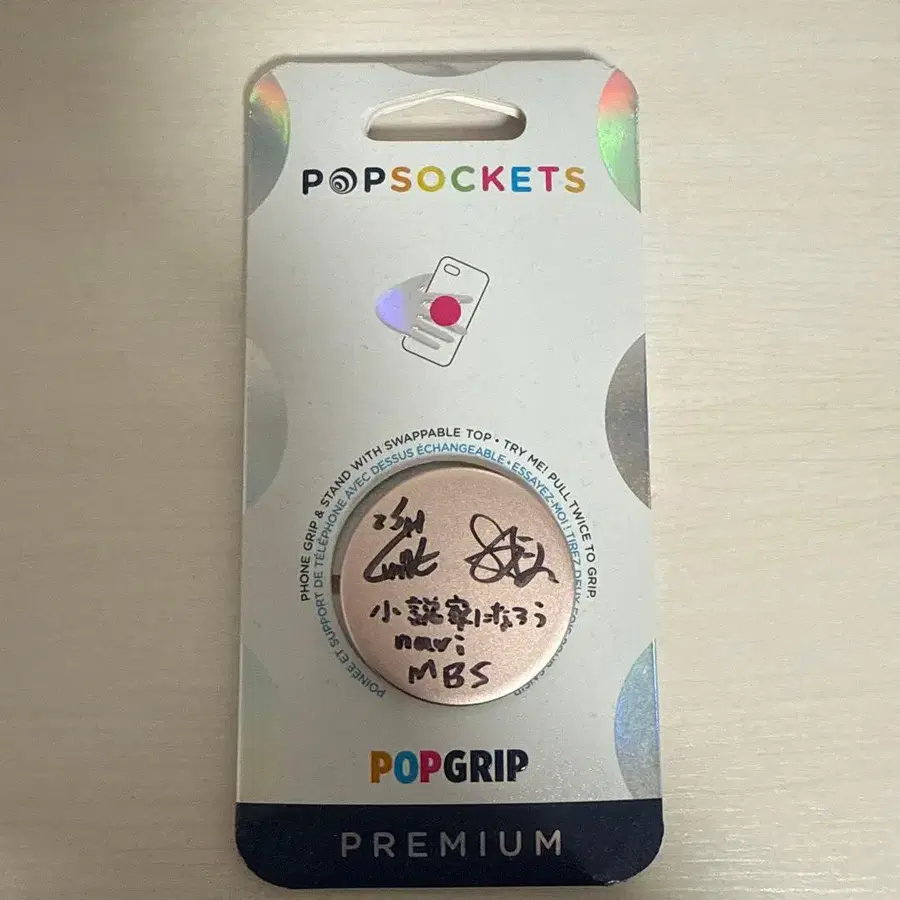 POPSOCKETS
PHONE GRIP & STAND WITH SWAPPABLE TOP • TRY ME! PULL TWICE TO GRIP
POIGNÉE ET SUPPORT DE TÉLÉPHONE AVEC DESSUS ÉCHANGEABLE • ESSAYEZ-MOI ! TIREZ DEUX
小説家になろう
navi
MBS
POPGRIP
PREMIUM